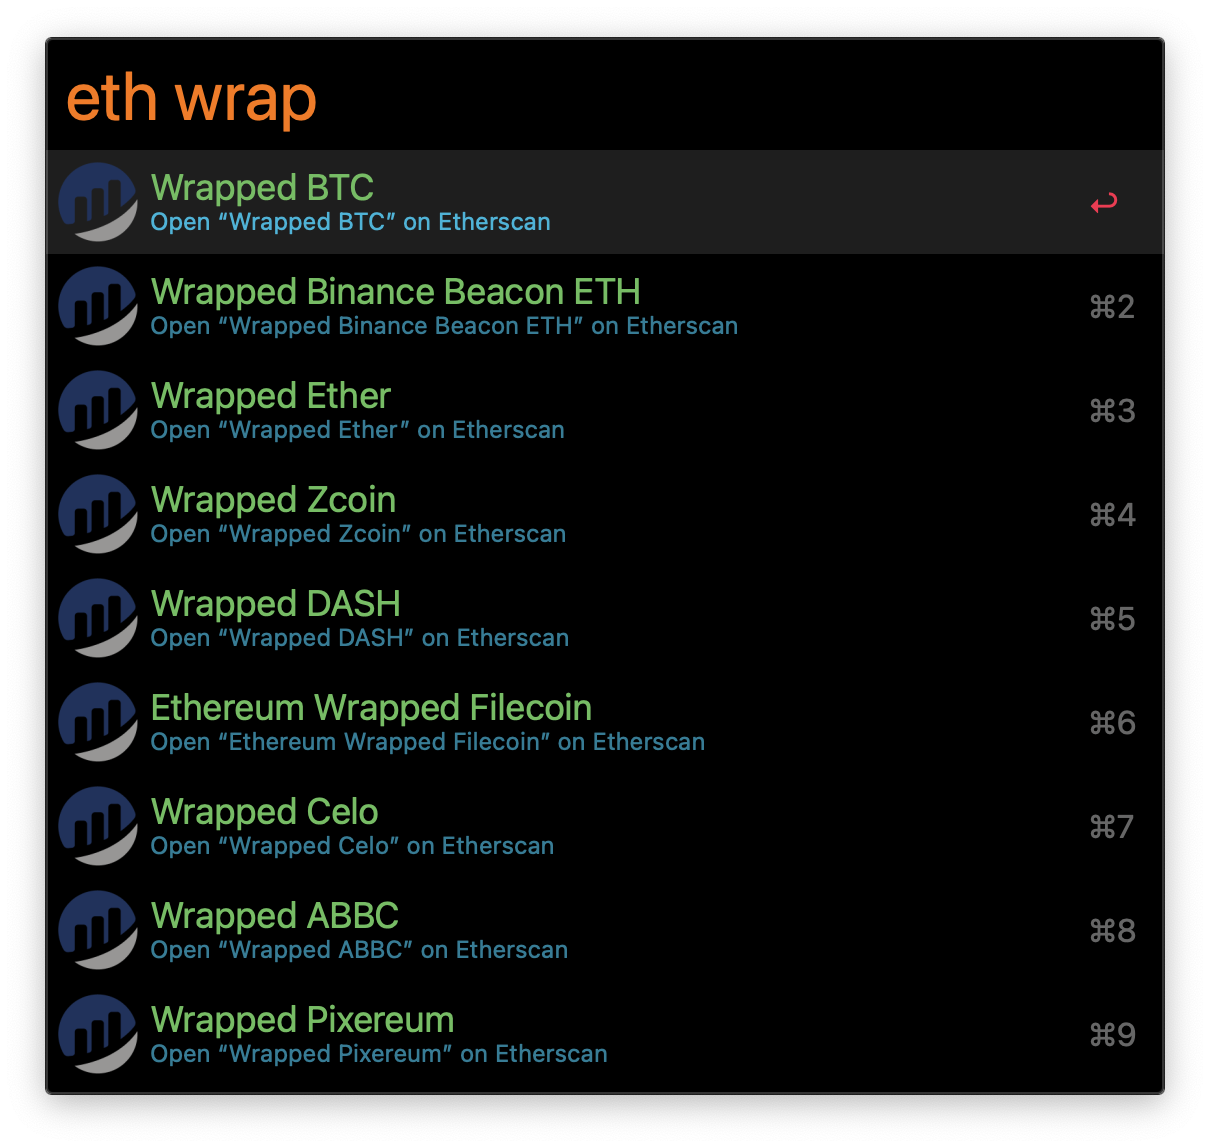 eth wrap
Wrapped BTC
Open “Wrapped BTC” on Etherscan
↩
Wrapped Binance Beacon ETH
Open “Wrapped Binance Beacon ETH” on Etherscan
⌘2
Wrapped Ether
Open “Wrapped Ether” on Etherscan
⌘3
Wrapped Zcoin
Open “Wrapped Zcoin” on Etherscan
⌘4
Wrapped DASH
Open “Wrapped DASH” on Etherscan
⌘5
Ethereum Wrapped Filecoin
Open “Ethereum Wrapped Filecoin” on Etherscan
⌘6
Wrapped Celo
Open “Wrapped Celo” on Etherscan
⌘7
Wrapped ABBC
Open “Wrapped ABBC” on Etherscan
⌘8
Wrapped Pixereum
Open “Wrapped Pixereum” on Etherscan
⌘9